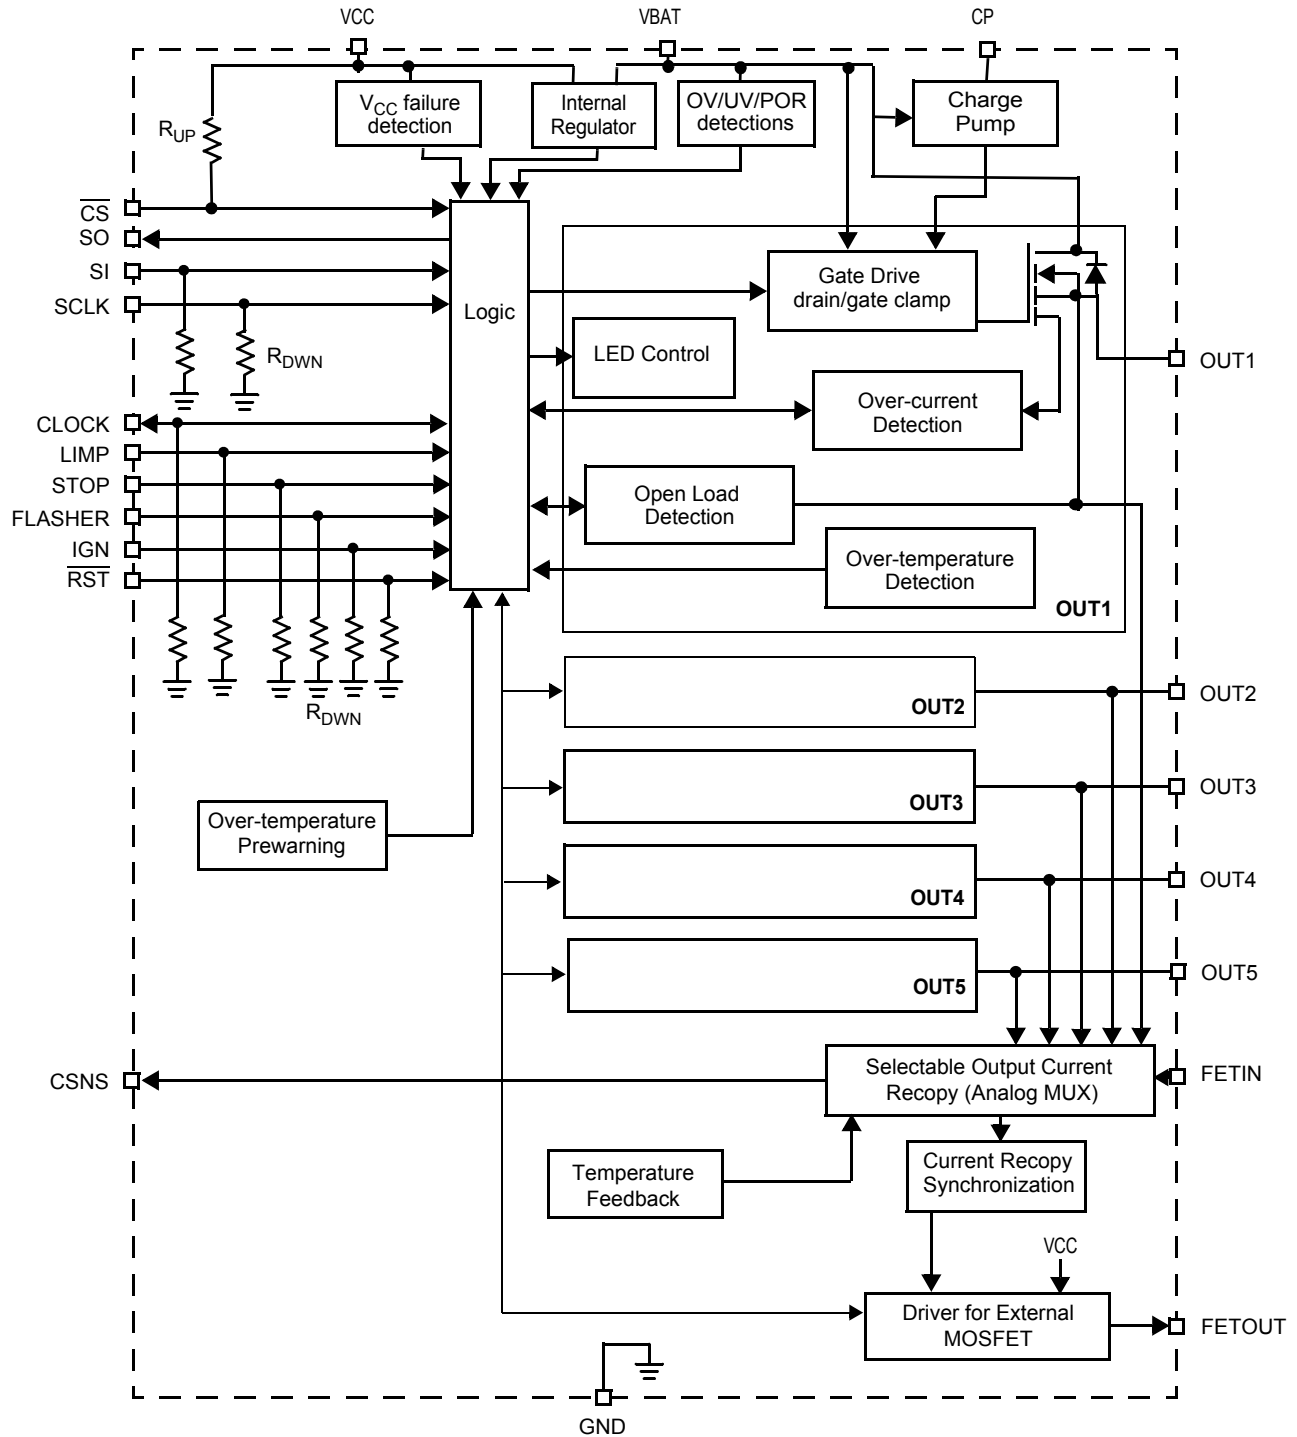 VCC
VBAT
CP
RUP
VCC failure
detection
Internal
Regulator
OV/UV/POR
detections
Charge
Pump
CS
SO
SI
SCLK
RDWN
Logic
Gate Drive
drain/gate clamp
LED Control
OUT1
Over-current
Detection
CLOCK
LIMP
STOP
FLASHER
IGN
RST
Open Load
Detection
Over-temperature
Detection
OUT1
RDWN
OUT2
OUT2
OUT3
OUT3
Over-temperature
Prewarning
OUT4
OUT4
OUT5
OUT5
CSNS
Selectable Output Current
Recopy (Analog MUX)
FETIN
Temperature
Feedback
Current Recopy
Synchronization
VCC
Driver for External
MOSFET
FETOUT
GND